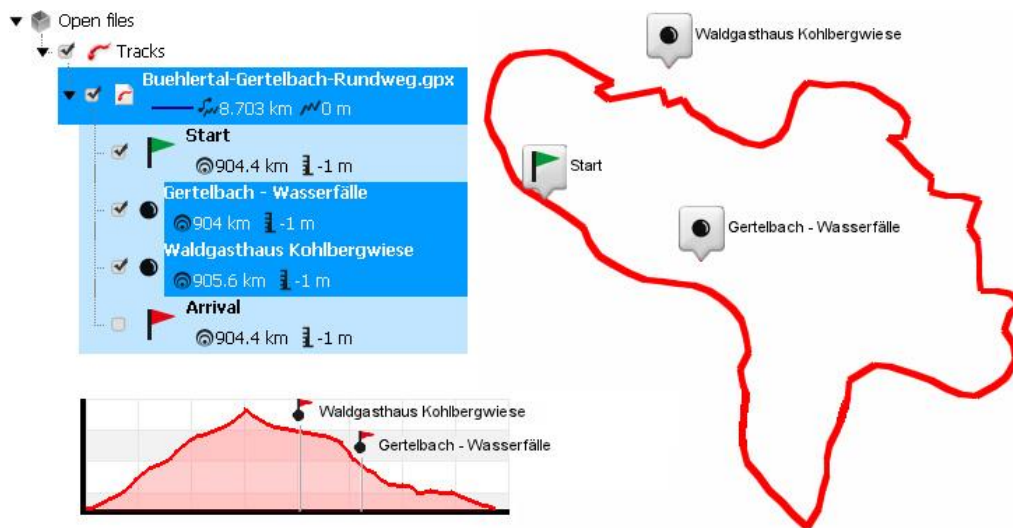 Open files
Tracks
Buehlertal-Gertelbach-Rundweg.gpx
8.703 km 0 m
Start
904.4 km -1 m
Gertelbach - Wasserfälle
904 km -1 m
Waldgasthaus Kohlbergwiese
905.6 km -1 m
Arrival
904.4 km -1 m
Waldgasthaus Kohlbergwiese
Start
Gertelbach - Wasserfälle
Waldgasthaus Kohlbergwiese
Gertelbach - Wasserfälle